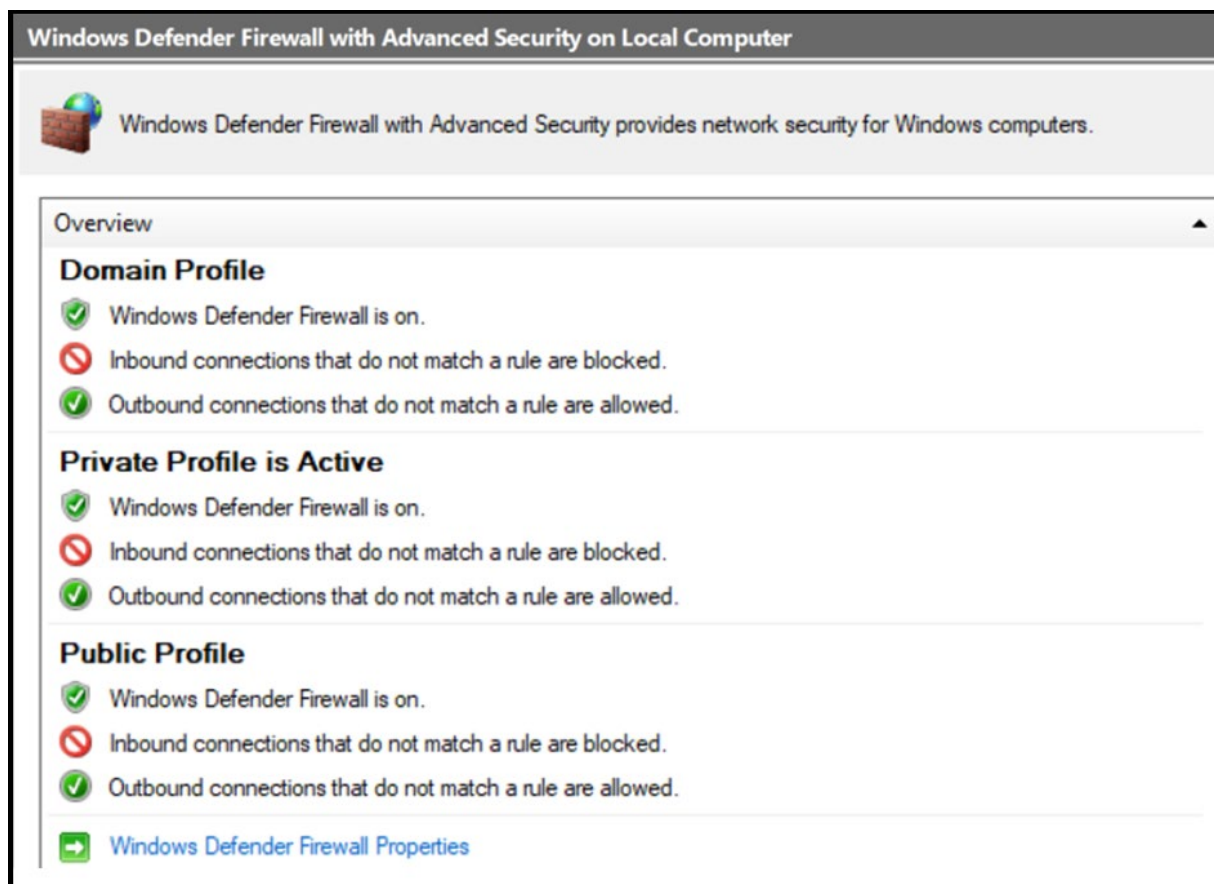 Windows Defender Firewall with Advanced Security on Local Computer
Windows Defender Firewall with Advanced Security provides network security for Windows computers.
Overview
Domain Profile
Windows Defender Firewall is on.
Inbound connections that do not match a rule are blocked.
Outbound connections that do not match a rule are allowed.
Private Profile is Active
Windows Defender Firewall is on.
Inbound connections that do not match a rule are blocked.
Outbound connections that do not match a rule are allowed.
Public Profile
Windows Defender Firewall is on.
Inbound connections that do not match a rule are blocked.
Outbound connections that do not match a rule are allowed.
Windows Defender Firewall Properties